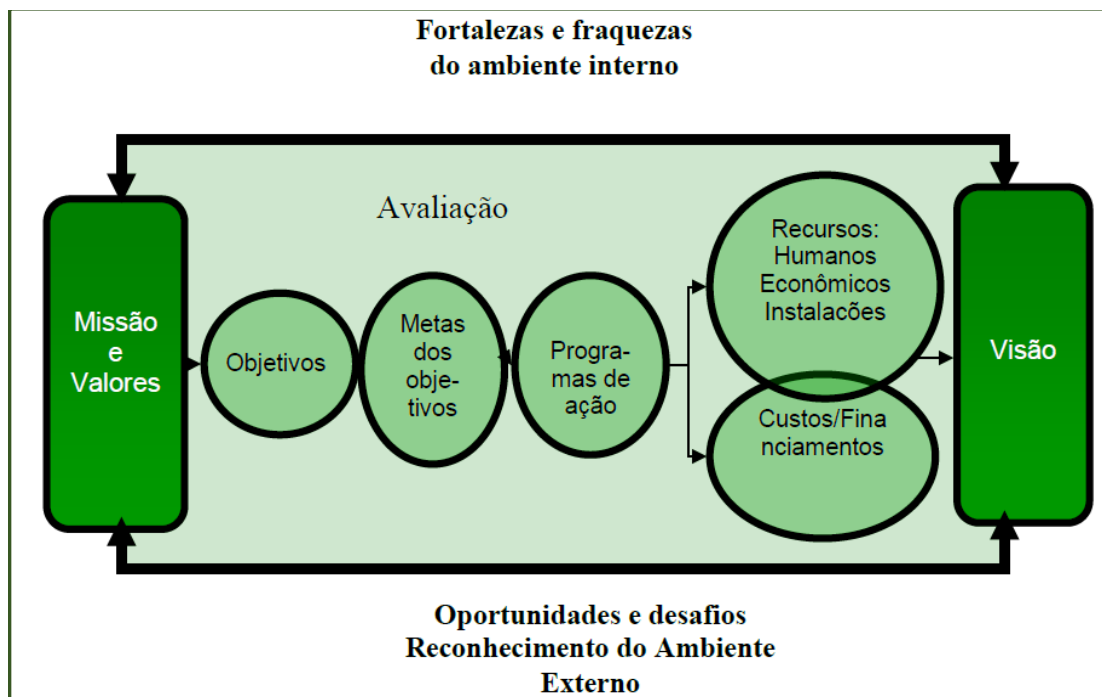 Fortalezas e fraquezas
do ambiente interno
Avaliação
Missão
e
Valores
Objetivos
Metas
dos
obje-
tivos
Progra-
mas de
ação
Recursos:
Humanos
Econômicos
Instalacões
Custos/Fina
nciamentos
Visão
Oportunidades e desafios
Reconhecimento do Ambiente
Externo